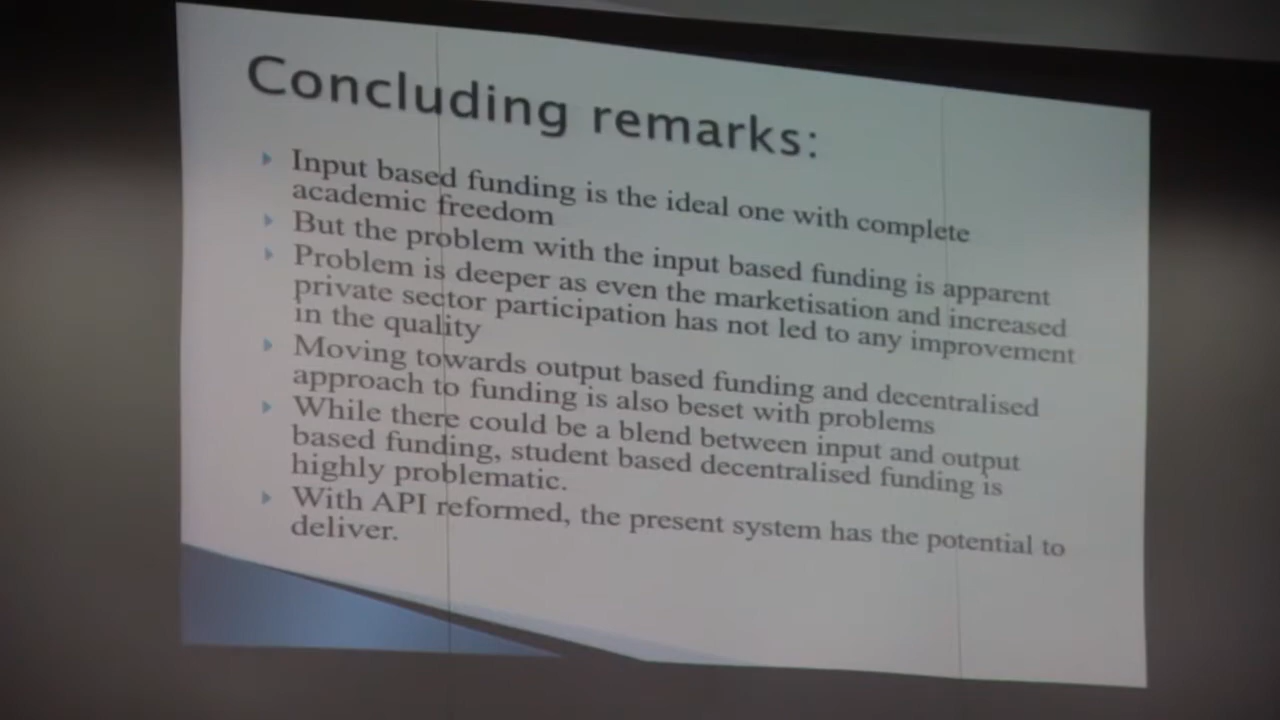 Concluding remarks:
Input based funding is the ideal one with complete
academic freedom
But the problem with the input based funding is apparent
Problem is deeper as even the marketisation and increased
private sector participation has not led to any improvement
in the quality
Moving towards output based funding and decentralised
approach to funding is also beset with problems
While there could be a blend between input and output
based funding, student based decentralised funding is
highly problematic.
With API reformed, the present system has the potential to
deliver.